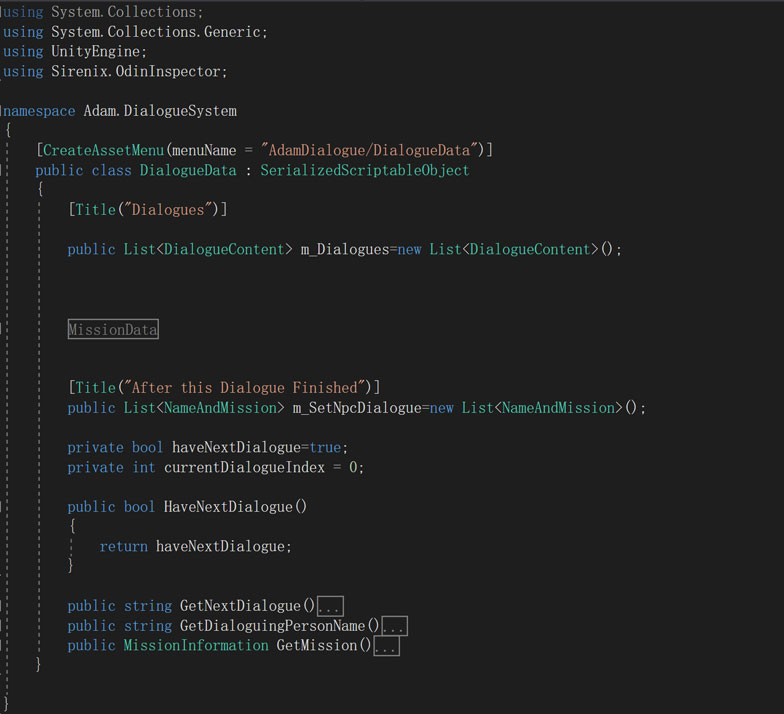 using System.Collections;
using System.Collections.Generic;
using UnityEngine;
using Sirenix.OdinInspector;
namespace Adam.DialogueSystem
{
[CreateAssetMenu(menuName = "AdamDialogue/DialogueData")]
public class DialogueData : SerializedScriptableObject
{
[Title("Dialogues")]
public List<DialogueContent> m_Dialogues=new List<DialogueContent>();
MissionData
[Title("After this Dialogue Finished")]
public List<NameAndMission> m_SetNpcDialogue=new List<NameAndMission>();
private bool haveNextDialogue=true;
private int currentDialogueIndex = 0;
public bool HaveNextDialogue()
{
return haveNextDialogue;
}
public string GetNextDialogue()...
public string GetDialoguingPersonName()...
public MissionInformation GetMission()...
}
}